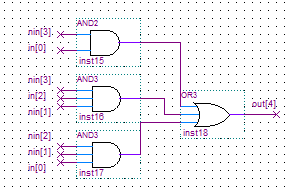 AND2
nin[3].
in[0]
inst15
AND3
nin[3].
in[2]
nin[1].
inst16
OR3
out[4].
inst18
AND3
nin[2].
nin[1].
in[0]
inst17